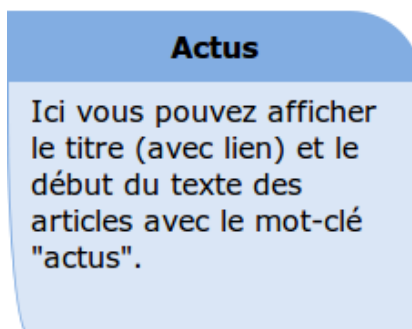 Actus
Ici vous pouvez afficher
le titre (avec lien) et le
début du texte des
articles avec le mot-clé
"actus".